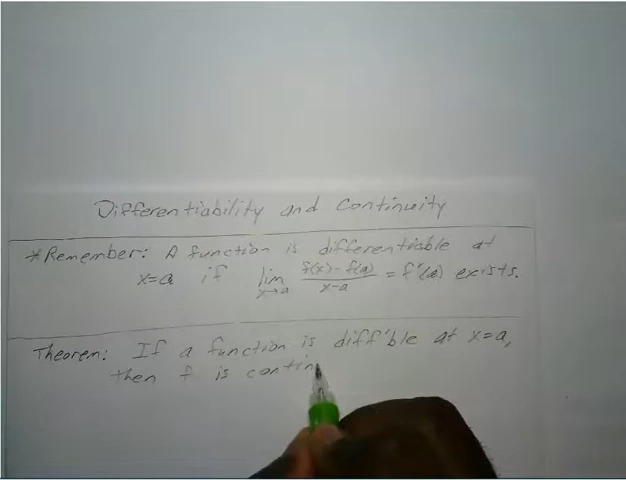 Differentiability and Continuity
*Remember: A function is differentiable at
x=a if lim x→a (f(x)-f(a))/(x-a) = f'(a) exists.
Theorem: If a function is diff'ble at x=a,
then f is contin